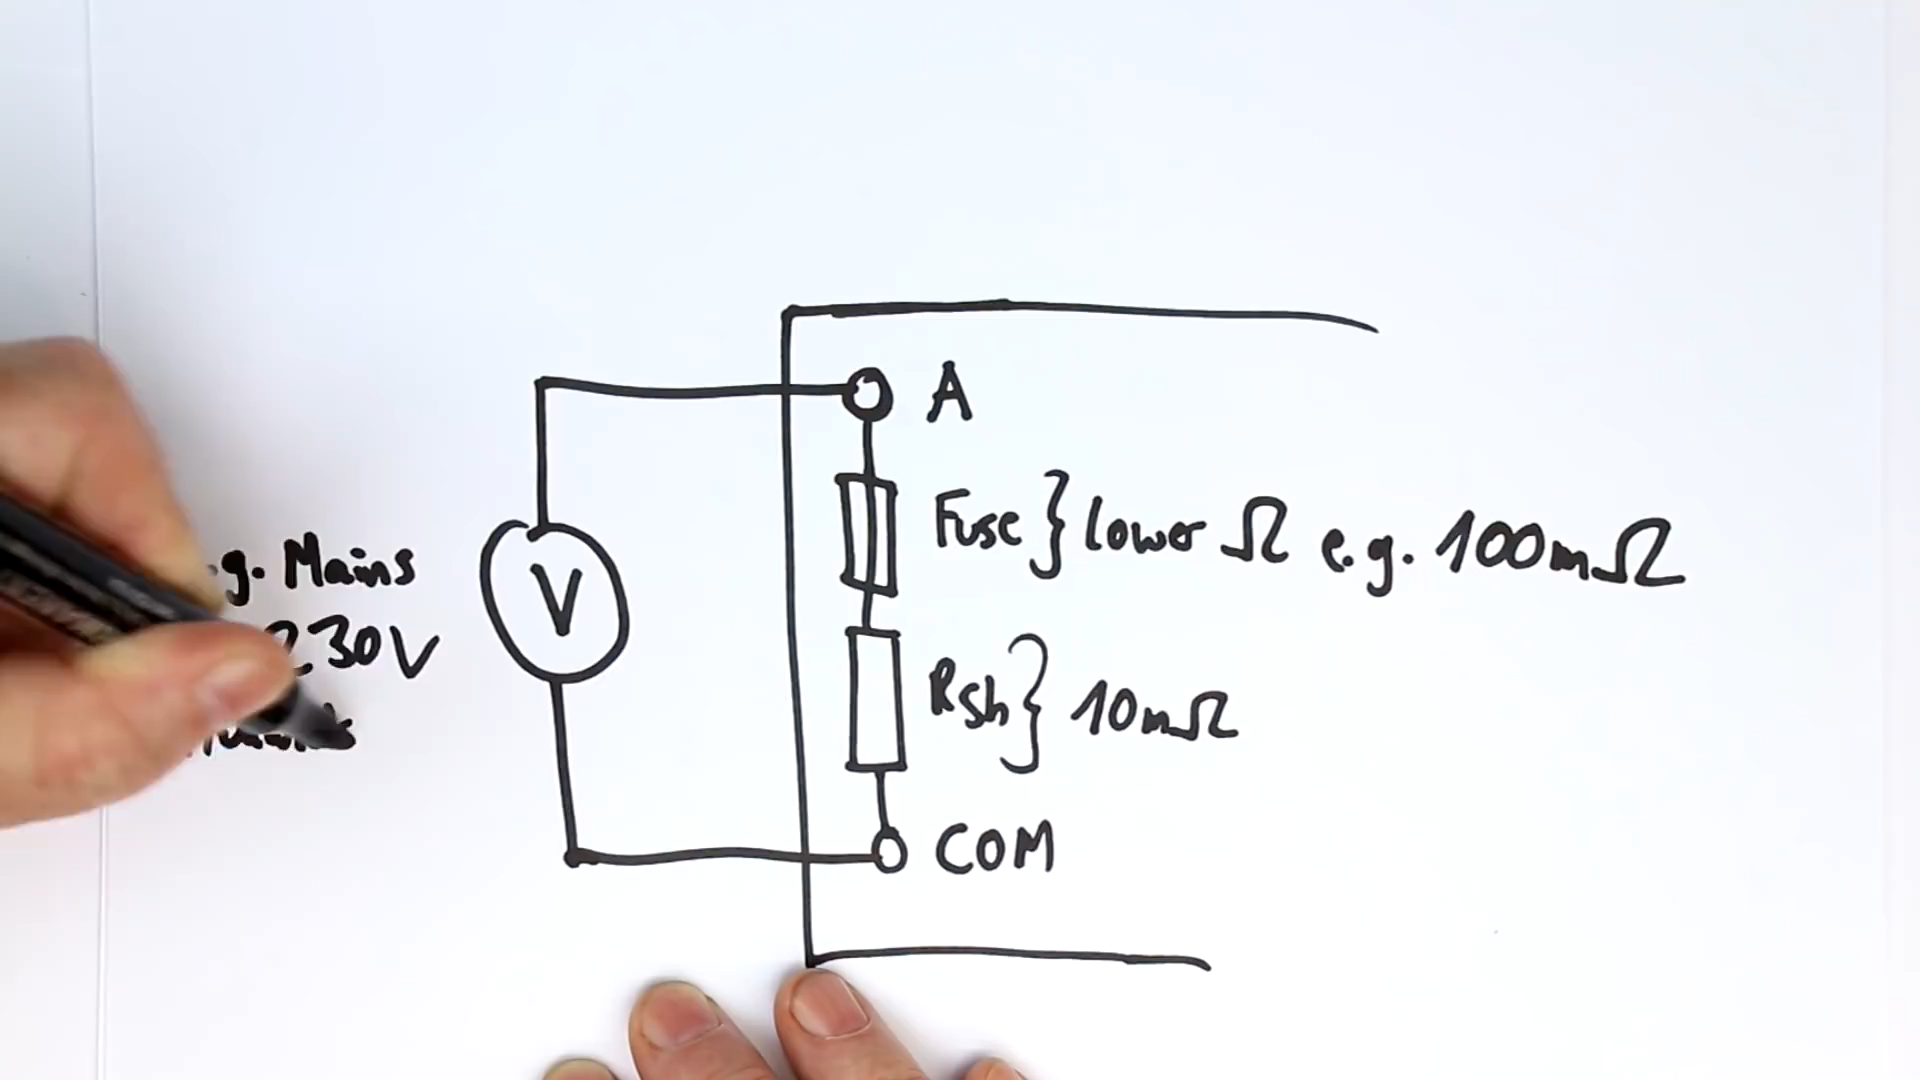 A
Fuse } lower Ω e.g. 100mΩ
.g. Mains
V
230V
Rsh } 10mΩ
COM